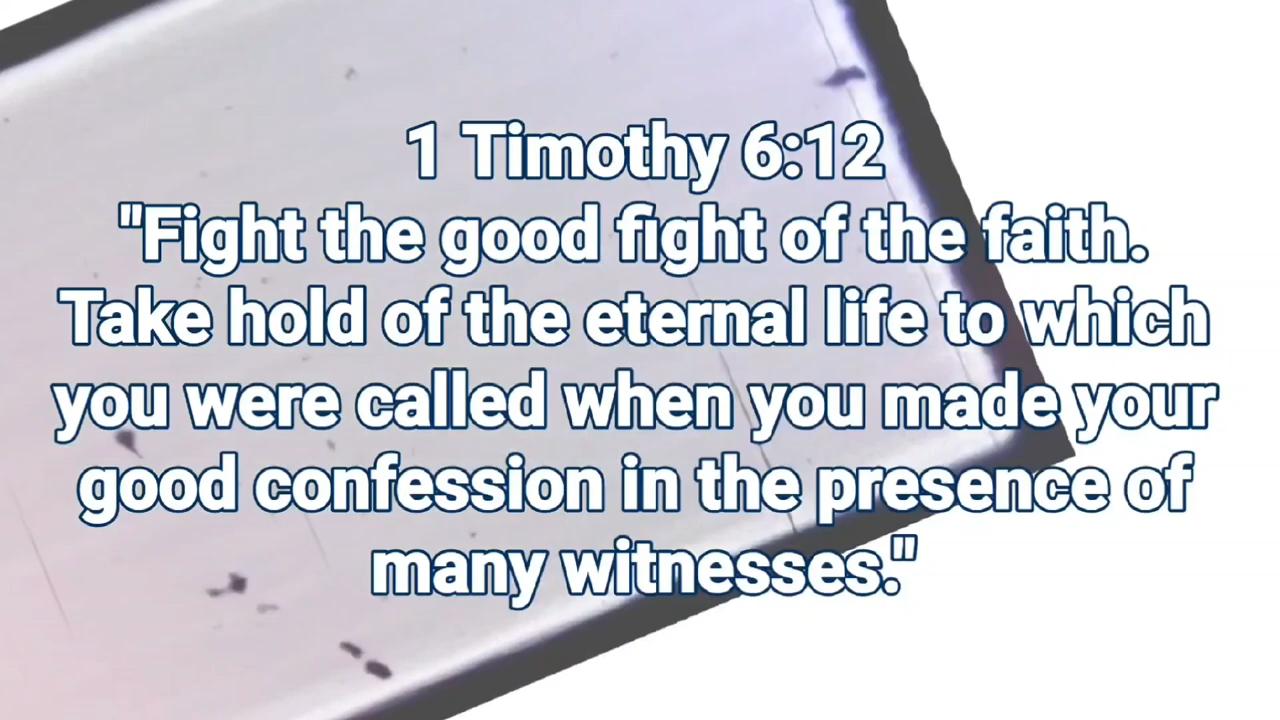 1 Timothy 6:12
"Fight the good fight of the faith.
Take hold of the eternal life to which
you were called when you made your
good confession in the presence of
many witnesses."